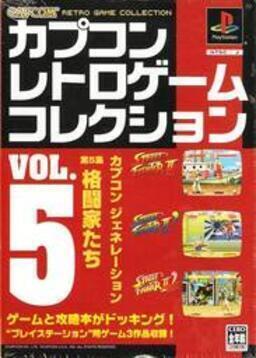 CAPCOM RETRO GAME COLLECTION
カプコン
レトロゲーム
コレクション
PlayStation
VOL.
5
カプコン ジェネレーション
第5集
格闘家たち
STREET FIGHTER II
STREET FIGHTER II'
STREET FIGHTER II'
ゲームと攻略本がドッキング!
"プレイステーション"用ゲーム3作品収録!
CERO